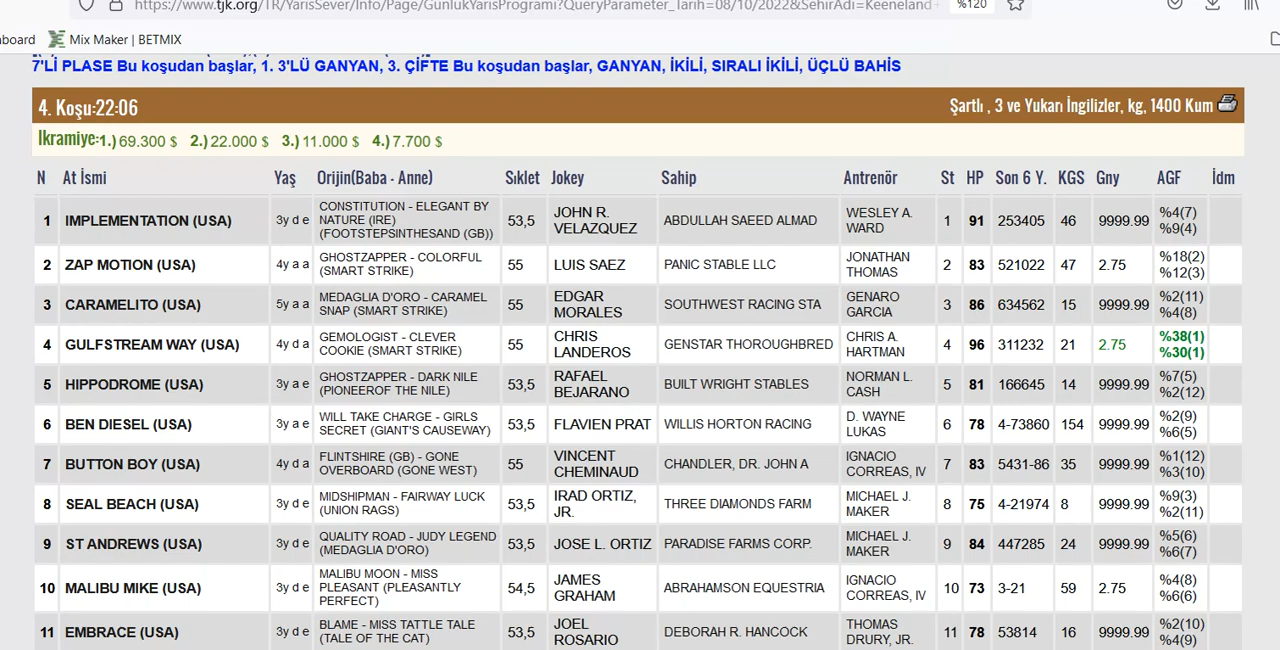 https://www.tjk.org/TR/YarisSever/Info/Page/GunlukYarisProgrami?QueryParameter_Tarih=08/10/2022&SehirAdi=Keeneland+ %120
board Mix Maker | BETMIX
7'Lİ PLASE Bu koşudan başlar, 1. 3'LÜ GANYAN, 3. ÇİFTE Bu koşudan başlar, GANYAN, İKİLİ, SIRALI İKİLİ, ÜÇLÜ BAHİS
4. Koşu:22:06 Şartlı , 3 ve Yukarı İngilizler, kg, 1400 Kum
Ikramiye:1.) 69.300 $ 2.) 22.000 $ 3.) 11.000 $ 4.) 7.700 $
N At İsmi Yaş Orijin(Baba - Anne) Sıklet Jokey Sahip Antrenör St HP Son 6 Y. KGS Gny AGF İdm
1 IMPLEMENTATION (USA) 3y d e CONSTITUTION - ELEGANT BY NATURE (IRE) (FOOTSTEPSINTHESAND (GB)) 53,5 JOHN R. VELAZQUEZ ABDULLAH SAEED ALMAD WESLEY A. WARD 1 91 253405 46 9999.99 %4(7) %9(4)
2 ZAP MOTION (USA) 4y a a GHOSTZAPPER - COLORFUL (SMART STRIKE) 55 LUIS SAEZ PANIC STABLE LLC JONATHAN THOMAS 2 83 521022 47 2.75 %18(2) %12(3)
3 CARAMELITO (USA) 5y a a MEDAGLIA D'ORO - CARAMEL SNAP (SMART STRIKE) 55 EDGAR MORALES SOUTHWEST RACING STA GENARO GARCIA 3 86 634562 15 9999.99 %2(11) %4(8)
4 GULFSTREAM WAY (USA) 4y d a GEMOLOGIST - CLEVER COOKIE (SMART STRIKE) 55 CHRIS LANDEROS GENSTAR THOROUGHBRED CHRIS A. HARTMAN 4 96 311232 21 2.75 %38(1) %30(1)
5 HIPPODROME (USA) 3y a e GHOSTZAPPER - DARK NILE (PIONEEROF THE NILE) 53,5 RAFAEL BEJARANO BUILT WRIGHT STABLES NORMAN L. CASH 5 81 166645 14 9999.99 %7(5) %2(12)
6 BEN DIESEL (USA) 3y a e WILL TAKE CHARGE - GIRLS SECRET (GIANT'S CAUSEWAY) 53,5 FLAVIEN PRAT WILLIS HORTON RACING D. WAYNE LUKAS 6 78 4-73860 154 9999.99 %2(9) %6(5)
7 BUTTON BOY (USA) 4y d a FLINTSHIRE (GB) - GONE OVERBOARD (GONE WEST) 55 VINCENT CHEMINAUD CHANDLER, DR. JOHN A IGNACIO CORREAS, IV 7 83 5431-86 35 9999.99 %1(12) %3(10)
8 SEAL BEACH (USA) 3y d e MIDSHIPMAN - FAIRWAY LUCK (UNION RAGS) 53,5 IRAD ORTIZ, JR. THREE DIAMONDS FARM MICHAEL J. MAKER 8 75 4-21974 8 9999.99 %9(3) %2(11)
9 ST ANDREWS (USA) 3y d e QUALITY ROAD - JUDY LEGEND (MEDAGLIA D'ORO) 53,5 JOSE L. ORTIZ PARADISE FARMS CORP. MICHAEL J. MAKER 9 84 447285 24 9999.99 %5(6) %6(7)
10 MALIBU MIKE (USA) 3y d e MALIBU MOON - MISS PLEASANT (PLEASANTLY PERFECT) 54,5 JAMES GRAHAM ABRAHAMSON EQUESTRIA IGNACIO CORREAS, IV 10 73 3-21 59 2.75 %4(8) %6(6)
11 EMBRACE (USA) 3y d e BLAME - MISS TATTLE TALE (TALE OF THE CAT) 53,5 JOEL ROSARIO DEBORAH R. HANCOCK THOMAS DRURY, JR. 11 78 53814 16 9999.99 %2(10) %4(9)